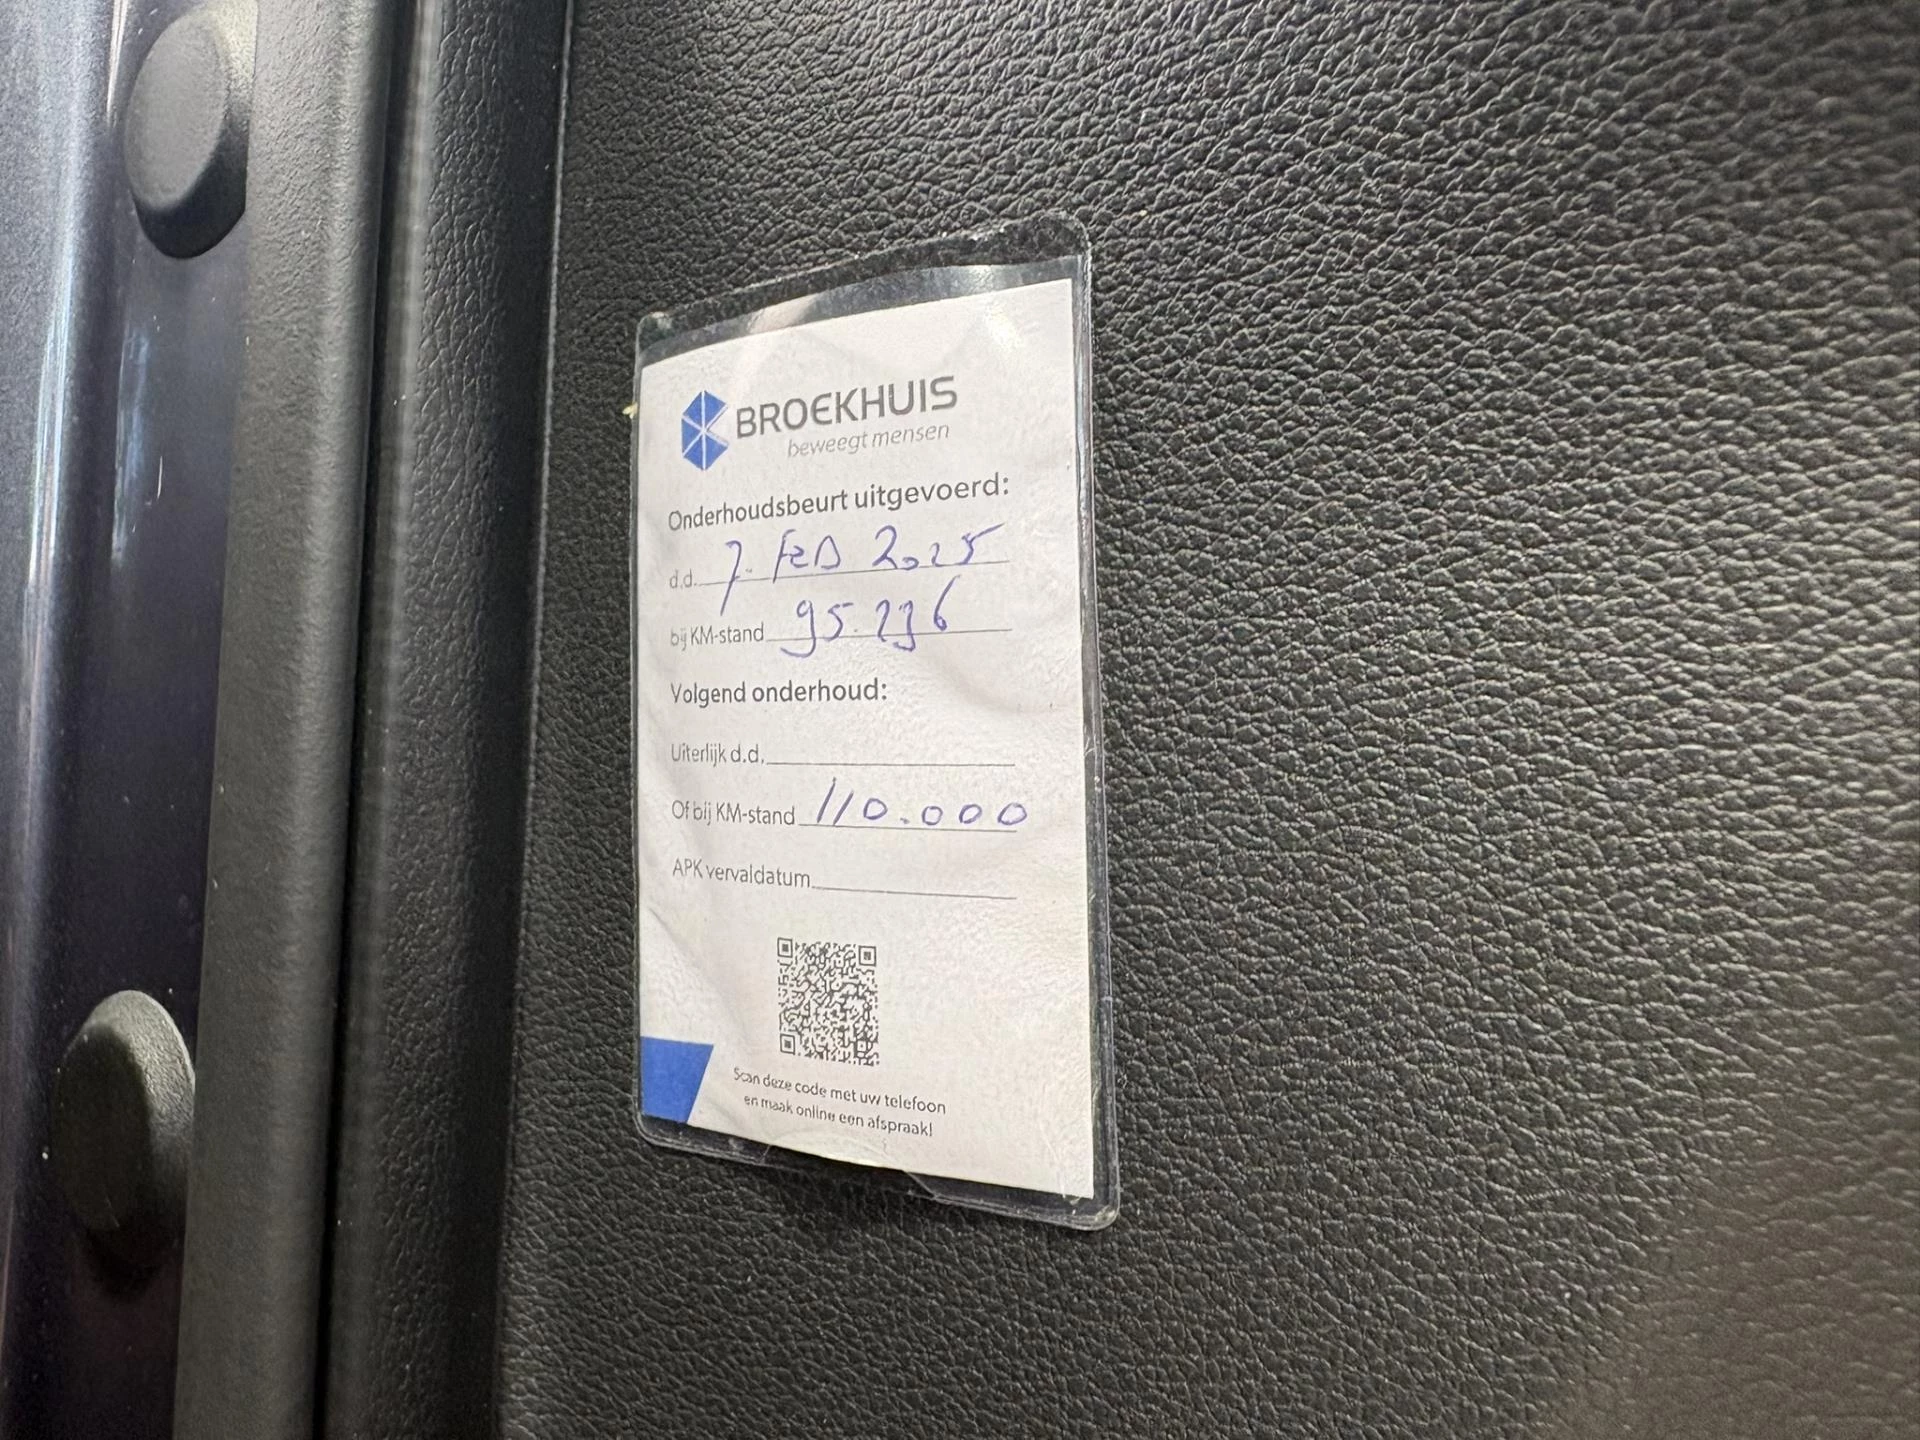 BROEKHUIS
beweegt mensen
Onderhoudsbeurt uitgevoerd:
d.d. 7. FEB 2025
bij KM-stand 95.236
Volgend onderhoud:
Uiterlijk d.d.
Of bij KM-stand 110.000
APK vervaldatum
Scan deze code met uw telefoon
en maak online een afspraak!